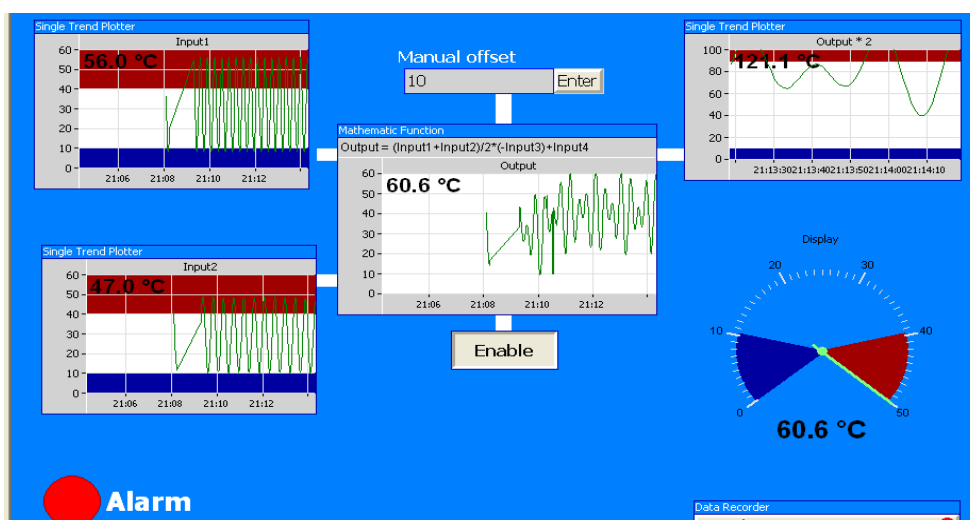 Single Trend Plotter
Input1
56.0 °C
60
50
40
30
20
10
0
21:06 21:08 21:10 21:12
Manual offset
10 Enter
Single Trend Plotter
Output * 2
121.1 °C
100
80
60
40
20
0
21:13:30 21:13:40 21:13:50 21:14:00 21:14:10
Mathematic Function
Output = (Input1+Input2)/2*(-Input3)+Input4
Output
60.6 °C
60
50
40
30
20
10
0
21:06 21:08 21:10 21:12
Single Trend Plotter
Input2
47.0 °C
60
50
40
30
20
10
0
21:06 21:08 21:10 21:12
Enable
Display
0
10
20
30
40
50
60.6 °C
Alarm
Data Recorder